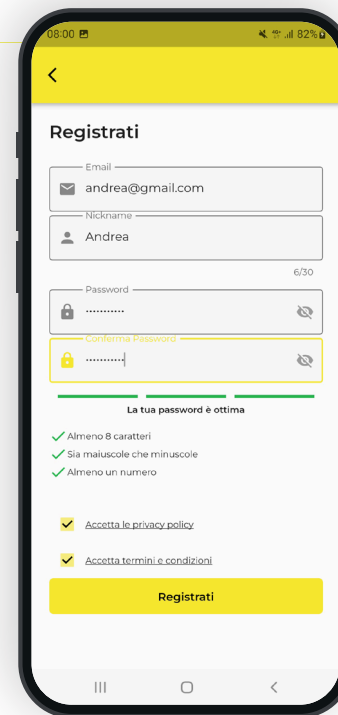 08:00
82%
Registrati
Email
andrea@gmail.com
Nickname
Andrea
6/30
Password
•••••••••••
Conferma Password
•••••••••••
La tua password è ottima
Almeno 8 caratteri
Sia maiuscole che minuscole
Almeno un numero
Accetta le privacy policy
Accetta termini e condizioni
Registrati